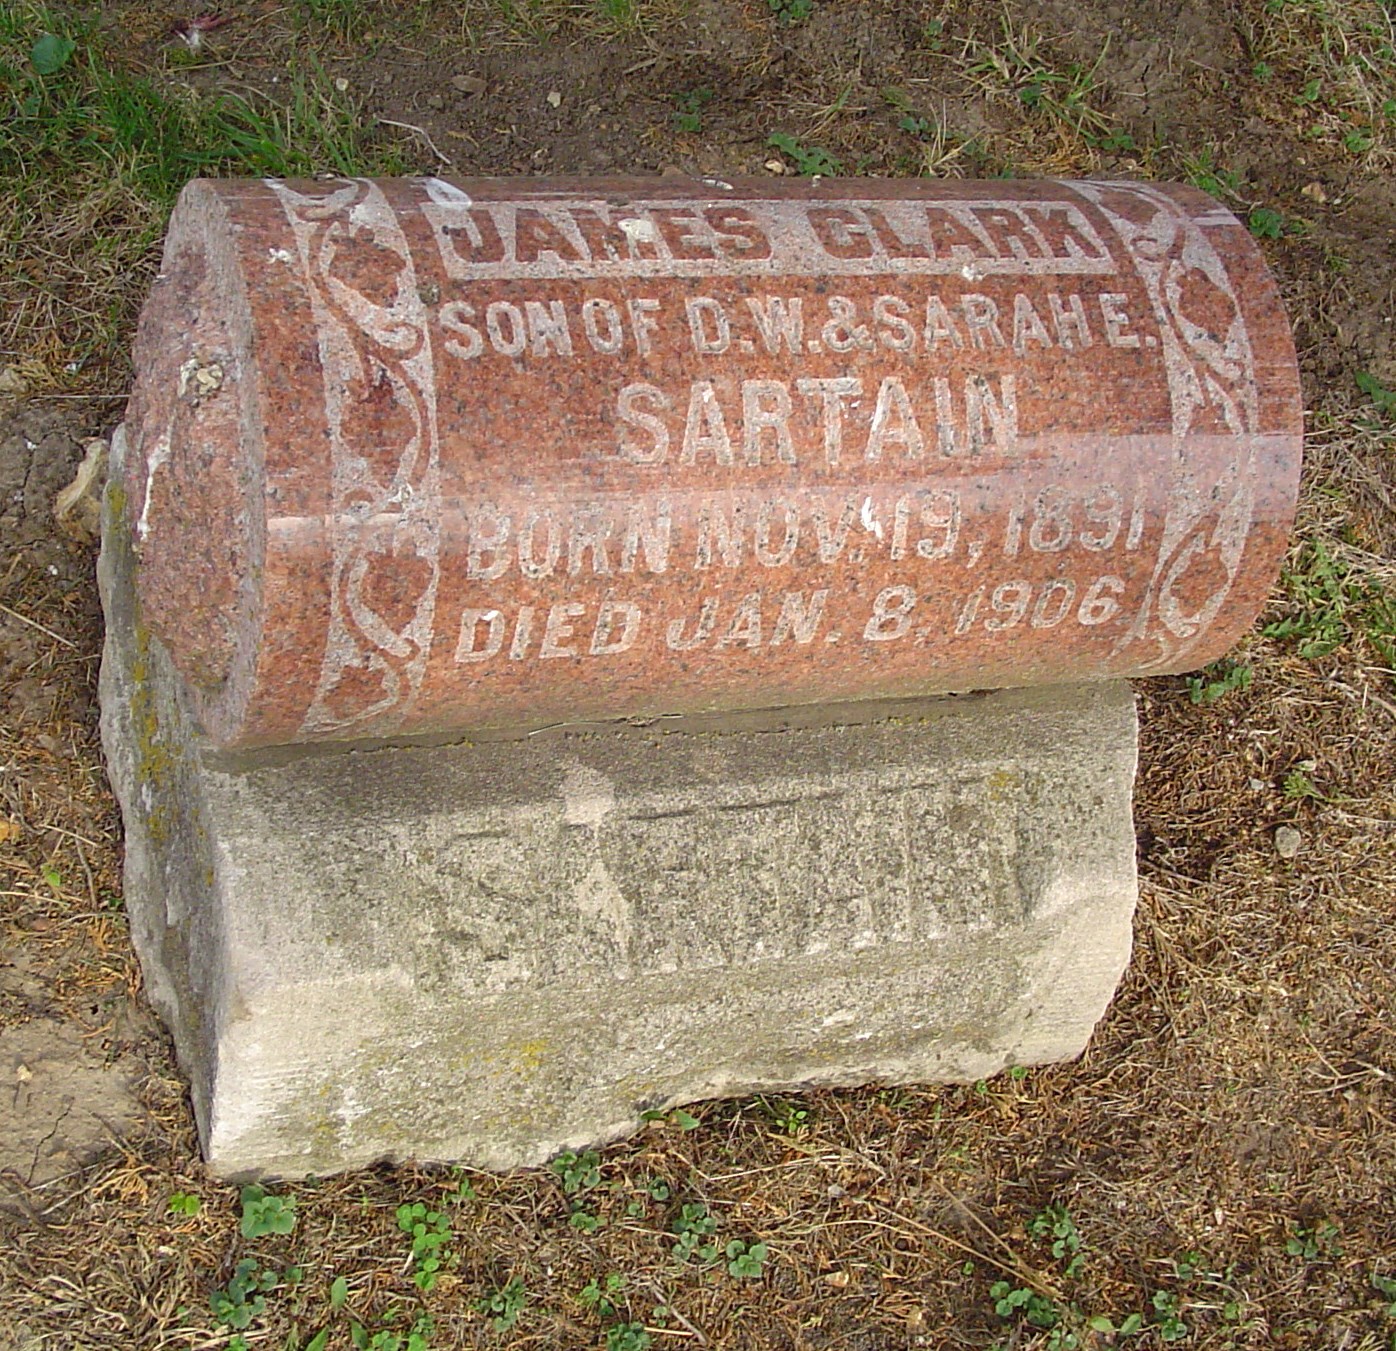 JAMES CLARK
SON OF D.W. & SARAH E.
SARTAIN
BORN NOV. 19, 1891
DIED JAN. 8, 1906
SARTAIN